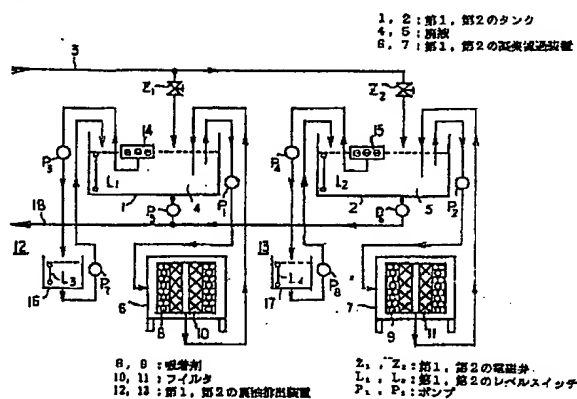 1, 2 : 第1, 第2のタンク
4, 5 : 廃液
6, 7 : 第1, 第2の凝集濾過装置
3
Z₁
Z₂
14
15
P₃
L₁
P₁
P₄
L₂
P₂
1
4
2
5
P₅
P₆
18
12
13
L₃
P₇
L₄
P₈
16
6
17
7
8
10
9
11
8, 9 : 吸着剤
10, 11 : フイルタ
12, 13 : 第1, 第2の廃油排出装置
Z₁, Z₂ : 第1, 第2の電磁弁
L₁, L₂ : 第1, 第2のレベルスイッチ
P₁, P₂ : ポンプ